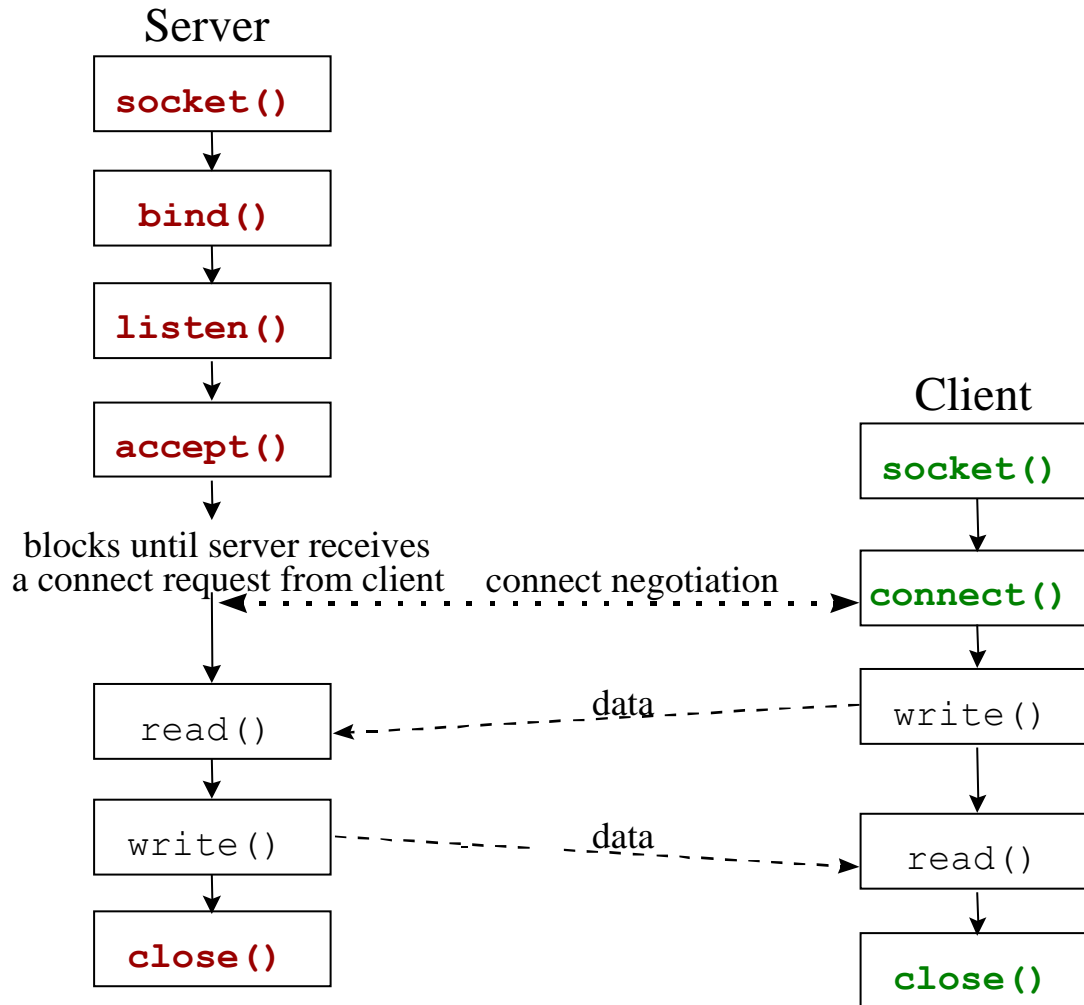 Server
socket()
bind()
listen()
accept()
blocks until server receives
a connect request from client
connect negotiation
read()
data
write()
data
close()
Client
socket()
connect()
write()
read()
close()